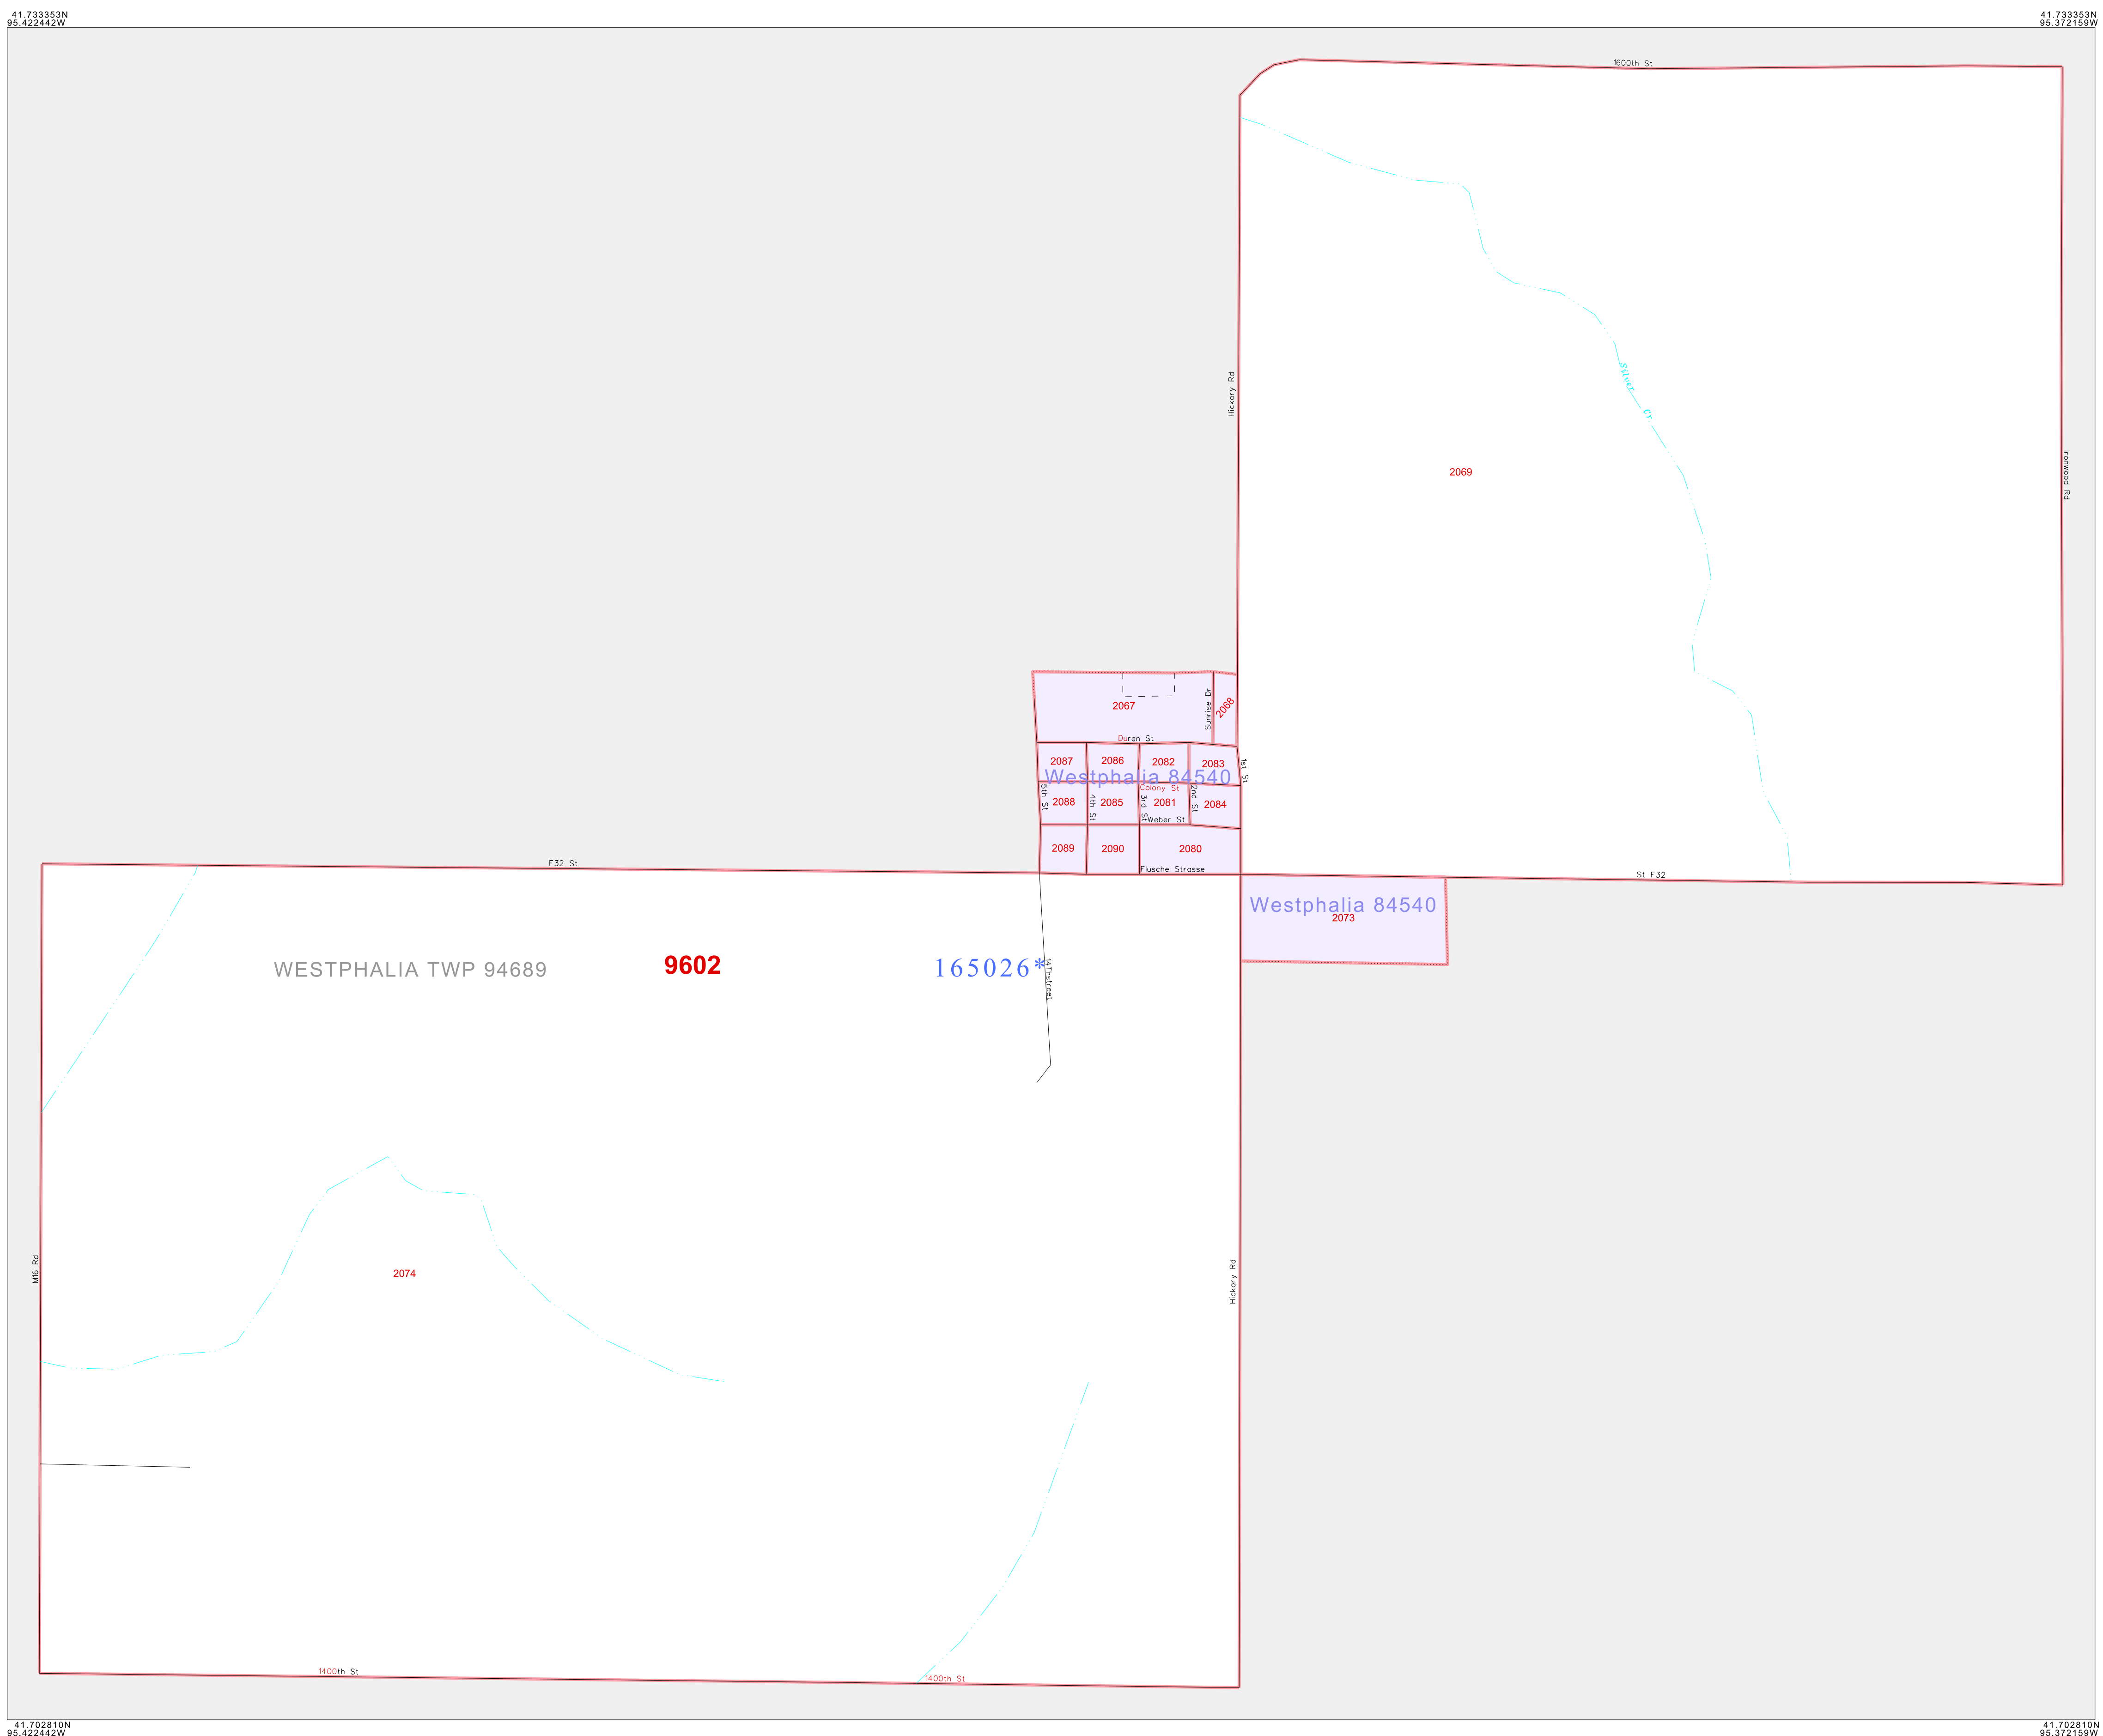 41.733353N
95.422442W
41.733353N
95.372159W
1600th St
Hickory Rd
Silver Cr
2069
Ironwood Rd
2067
Sunrise Dr
2068
Duren St
1st St
2087
2086
2082
2083
Westphalia 84540
Colony St
5th St
2088
4th St
2085
3rd St
2081
2nd St
2084
Weber St
2089
2090
2080
Flusche Strasse
F32 St
St F32
Westphalia 84540
2073
WESTPHALIA TWP 94689
9602
165026*
14Thstreet
M16 Rd
2074
Hickory Rd
1400th St
1400th St
41.702810N
95.422442W
41.702810N
95.372159W